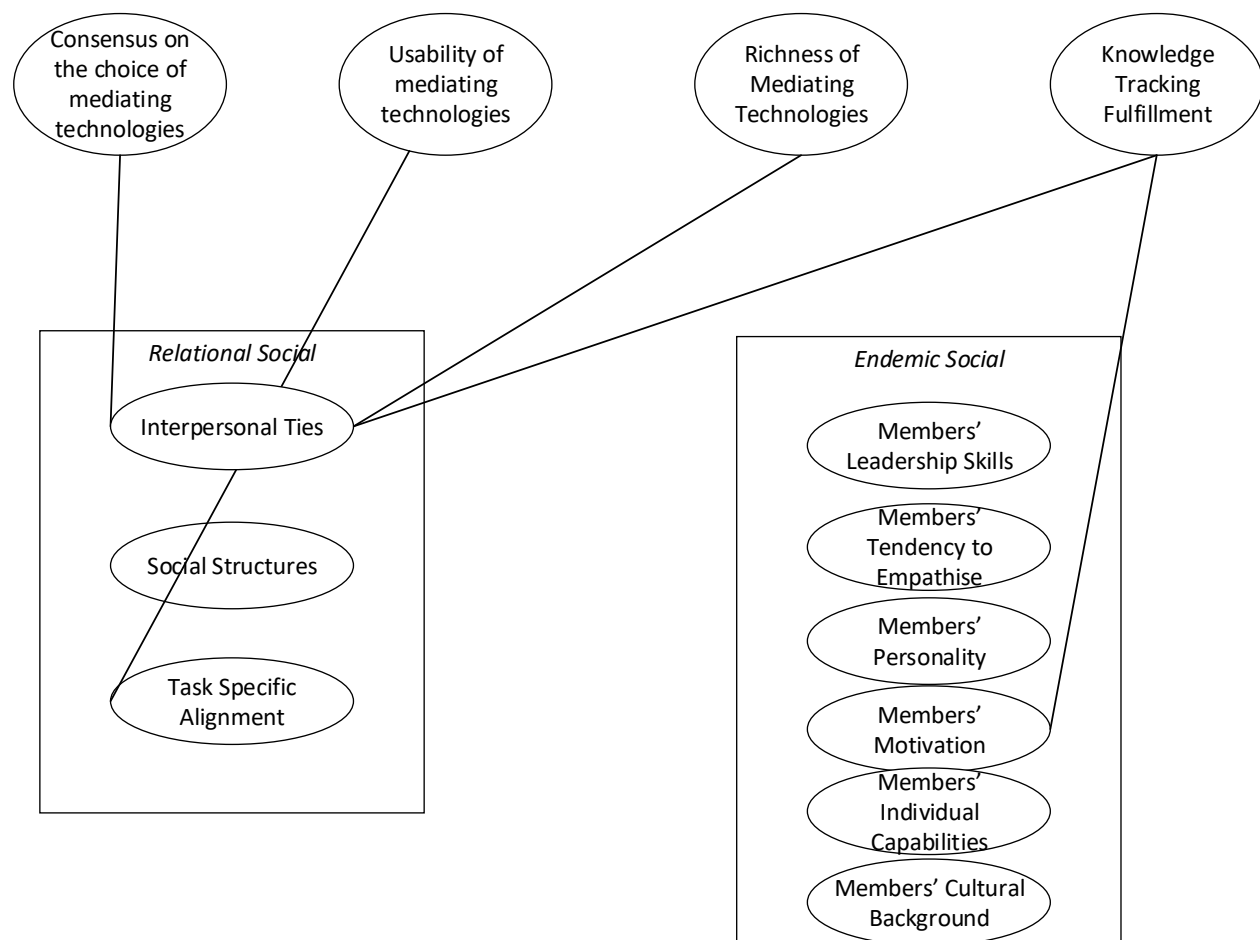 Consensus on
the choice of
mediating
technologies
Usability of
mediating
technologies
Richness of
Mediating
Technologies
Knowledge
Tracking
Fulfillment
Relational Social
Interpersonal Ties
Social Structures
Task Specific
Alignment
Endemic Social
Members’
Leadership Skills
Members’
Tendency to
Empathise
Members’
Personality
Members’
Motivation
Members’
Individual
Capabilities
Members’ Cultural
Background